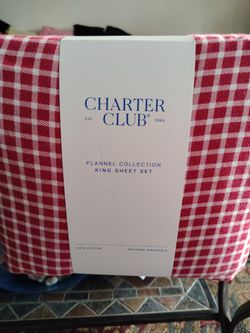 CHARTER
EST. CLUB® 1984
FLANNEL COLLECTION
KING SHEET SET
100% COTTON MACHINE WASHABLE